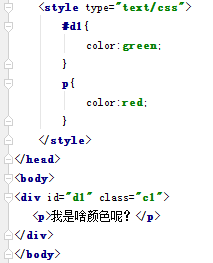 <style type="text/css">
    #d1{
        color:green;
    }
    p{
        color:red;
    }
</style>
</head>
<body>
<div id="d1" class="c1">
    <p>我是啥颜色呢?</p>
</div>
</body>